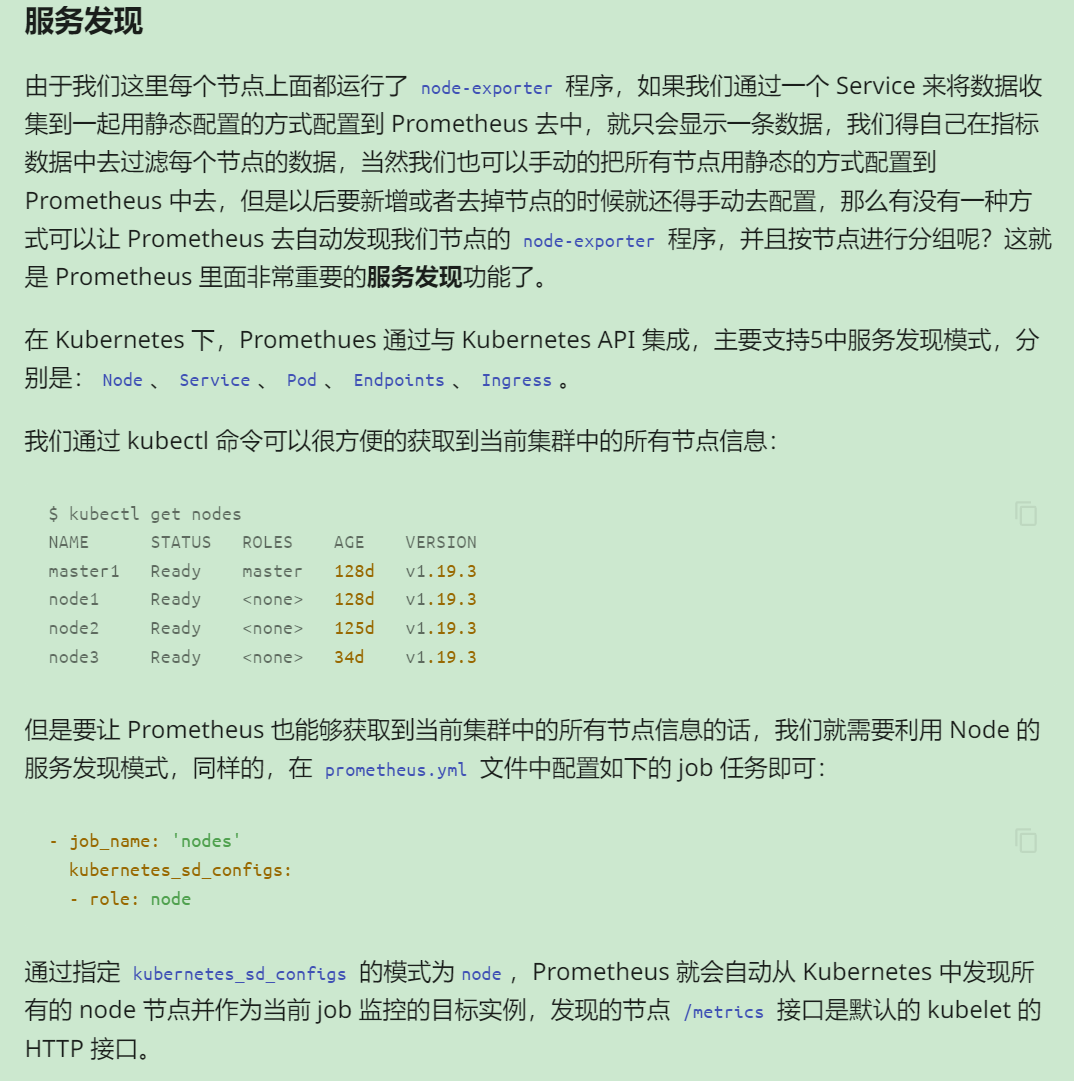 服务发现
由于我们这里每个节点上面都运行了 node-exporter 程序，如果我们通过一个 Service 来将数据收
集到一起用静态配置的方式配置到 Prometheus 去中，就只会显示一条数据，我们得自己在指标
数据中去过滤每个节点的数据，当然我们也可以手动的把所有节点用静态的方式配置到
Prometheus 中去，但是以后要新增或者去掉节点的时候就还得手动去配置，那么有没有一种方
式可以让 Prometheus 去自动发现我们节点的 node-exporter 程序，并且按节点进行分组呢？这就
是 Prometheus 里面非常重要的服务发现功能了。
在 Kubernetes 下，Promethues 通过与 Kubernetes API 集成，主要支持5中服务发现模式，分
别是： Node 、 Service 、 Pod 、 Endpoints 、 Ingress 。
我们通过 kubectl 命令可以很方便的获取到当前集群中的所有节点信息：
$ kubectl get nodes
NAME      STATUS   ROLES    AGE    VERSION
master1   Ready    master   128d   v1.19.3
node1     Ready    <none>   128d   v1.19.3
node2     Ready    <none>   125d   v1.19.3
node3     Ready    <none>   34d    v1.19.3
但是要让 Prometheus 也能够获取到当前集群中的所有节点信息的话，我们就需要利用 Node 的
服务发现模式，同样的，在 prometheus.yml 文件中配置如下的 job 任务即可：
- job_name: 'nodes'
  kubernetes_sd_configs:
  - role: node
通过指定 kubernetes_sd_configs 的模式为 node ，Prometheus 就会自动从 Kubernetes 中发现所
有的 node 节点并作为当前 job 监控的目标实例，发现的节点 /metrics 接口是默认的 kubelet 的
HTTP 接口。